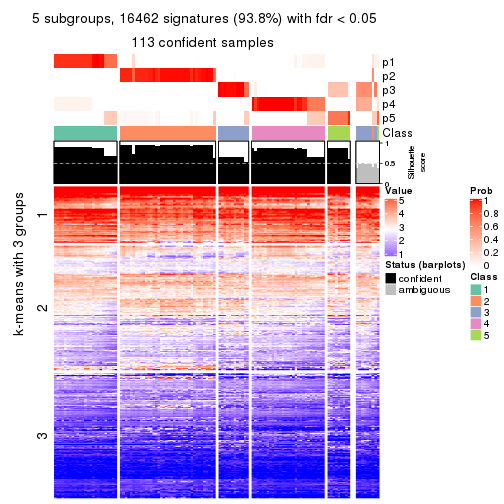 5 subgroups, 16462 signatures (93.8%) with fdr < 0.05
113 confident samples
p1
p2
p3
p4
p5
Class
1
0.5
0
Silhouette
score
k-means with 3 groups
1
2
3
Value
5
4
3
2
1
Status (barplots)
confident
ambiguous
Prob
1
0.8
0.6
0.4
0.2
0
Class
1
2
3
4
5